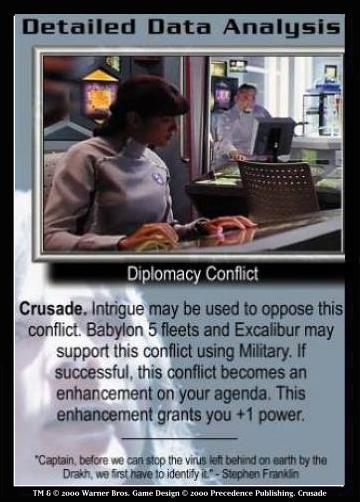 Detailed Data Analysis
Diplomacy Conflict
Crusade. Intrigue may be used to oppose this
conflict. Babylon 5 fleets and Excalibur may
support this conflict using Military. If
successful, this conflict becomes an
enhancement on your agenda. This
enhancement grants you +1 power.
"Captain, before we can stop the virus left behind on earth by the
Drakh, we first have to identify it." - Stephen Franklin
TM & © 2000 Warner Bros. Game Design © 2000 Precedence Publishing. Crusade